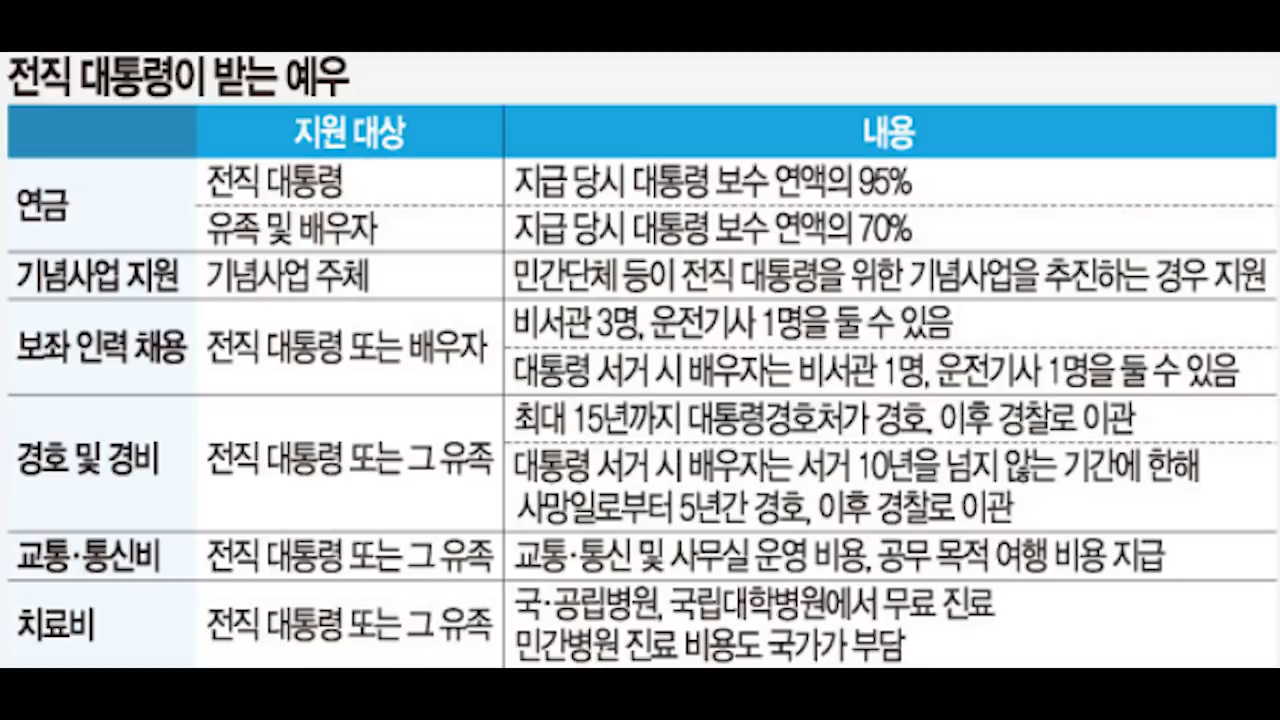 전직 대통령이 받는 예우
지원 대상 내용
연금
전직 대통령 지급 당시 대통령 보수 연액의 95%
유족 및 배우자 지급 당시 대통령 보수 연액의 70%
기념사업 지원 기념사업 주체 민간단체 등이 전직 대통령을 위한 기념사업을 추진하는 경우 지원
보좌 인력 채용 전직 대통령 또는 배우자
비서관 3명, 운전기사 1명을 둘 수 있음
대통령 서거 시 배우자는 비서관 1명, 운전기사 1명을 둘 수 있음
경호 및 경비 전직 대통령 또는 그 유족
최대 15년까지 대통령경호처가 경호, 이후 경찰로 이관
대통령 서거 시 배우자는 서거 10년을 넘지 않는 기간에 한해
사망일로부터 5년간 경호, 이후 경찰로 이관
교통·통신비 전직 대통령 또는 그 유족 교통·통신 및 사무실 운영 비용, 공무 목적 여행 비용 지급
치료비 전직 대통령 또는 그 유족
국·공립병원, 국립대학병원에서 무료 진료
민간병원 진료 비용도 국가가 부담